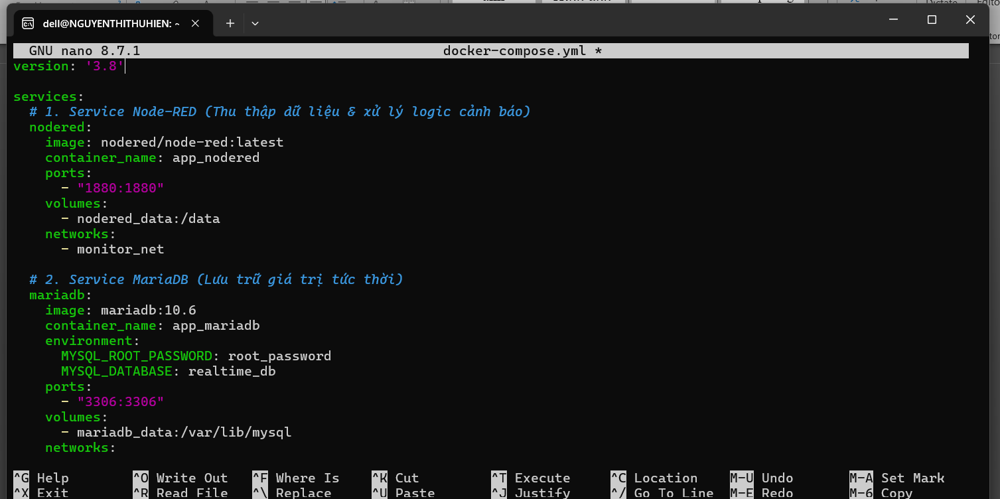 dell@NGUYENTHITHUHIEN: ~
GNU nano 8.7.1 docker-compose.yml *
version: '3.8'
services:
# 1. Service Node-RED (Thu thập dữ liệu & xử lý logic cảnh báo)
nodered:
image: nodered/node-red:latest
container_name: app_nodered
ports:
- "1880:1880"
volumes:
- nodered_data:/data
networks:
- monitor_net
# 2. Service MariaDB (Lưu trữ giá trị tức thời)
mariadb:
image: mariadb:10.6
container_name: app_mariadb
environment:
MYSQL_ROOT_PASSWORD: root_password
MYSQL_DATABASE: realtime_db
ports:
- "3306:3306"
volumes:
- mariadb_data:/var/lib/mysql
networks:
^G Help ^O Write Out ^F Where Is ^K Cut ^T Execute ^C Location M-U Undo M-A Set Mark
^X Exit ^R Read File ^\ Replace ^U Paste ^J Justify ^/ Go To Line M-E Redo M-6 Copy